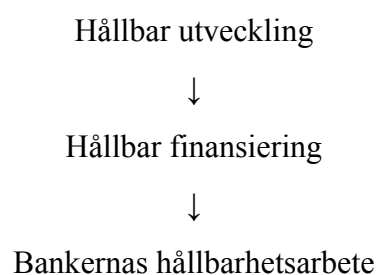 Hållbar utveckling
↓
Hållbar finansiering
↓
Bankernas hållbarhetsarbete